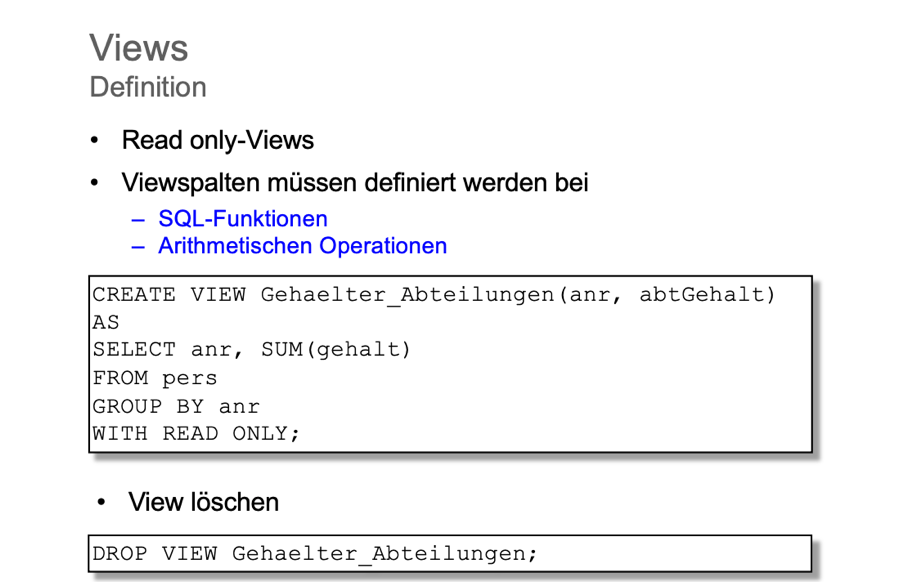 Views
Definition
• Read only-Views
• Viewspalten müssen definiert werden bei
– SQL-Funktionen
– Arithmetischen Operationen
CREATE VIEW Gehaelter_Abteilungen(anr, abtGehalt)
AS
SELECT anr, SUM(gehalt)
FROM pers
GROUP BY anr
WITH READ ONLY;
• View löschen
DROP VIEW Gehaelter_Abteilungen;